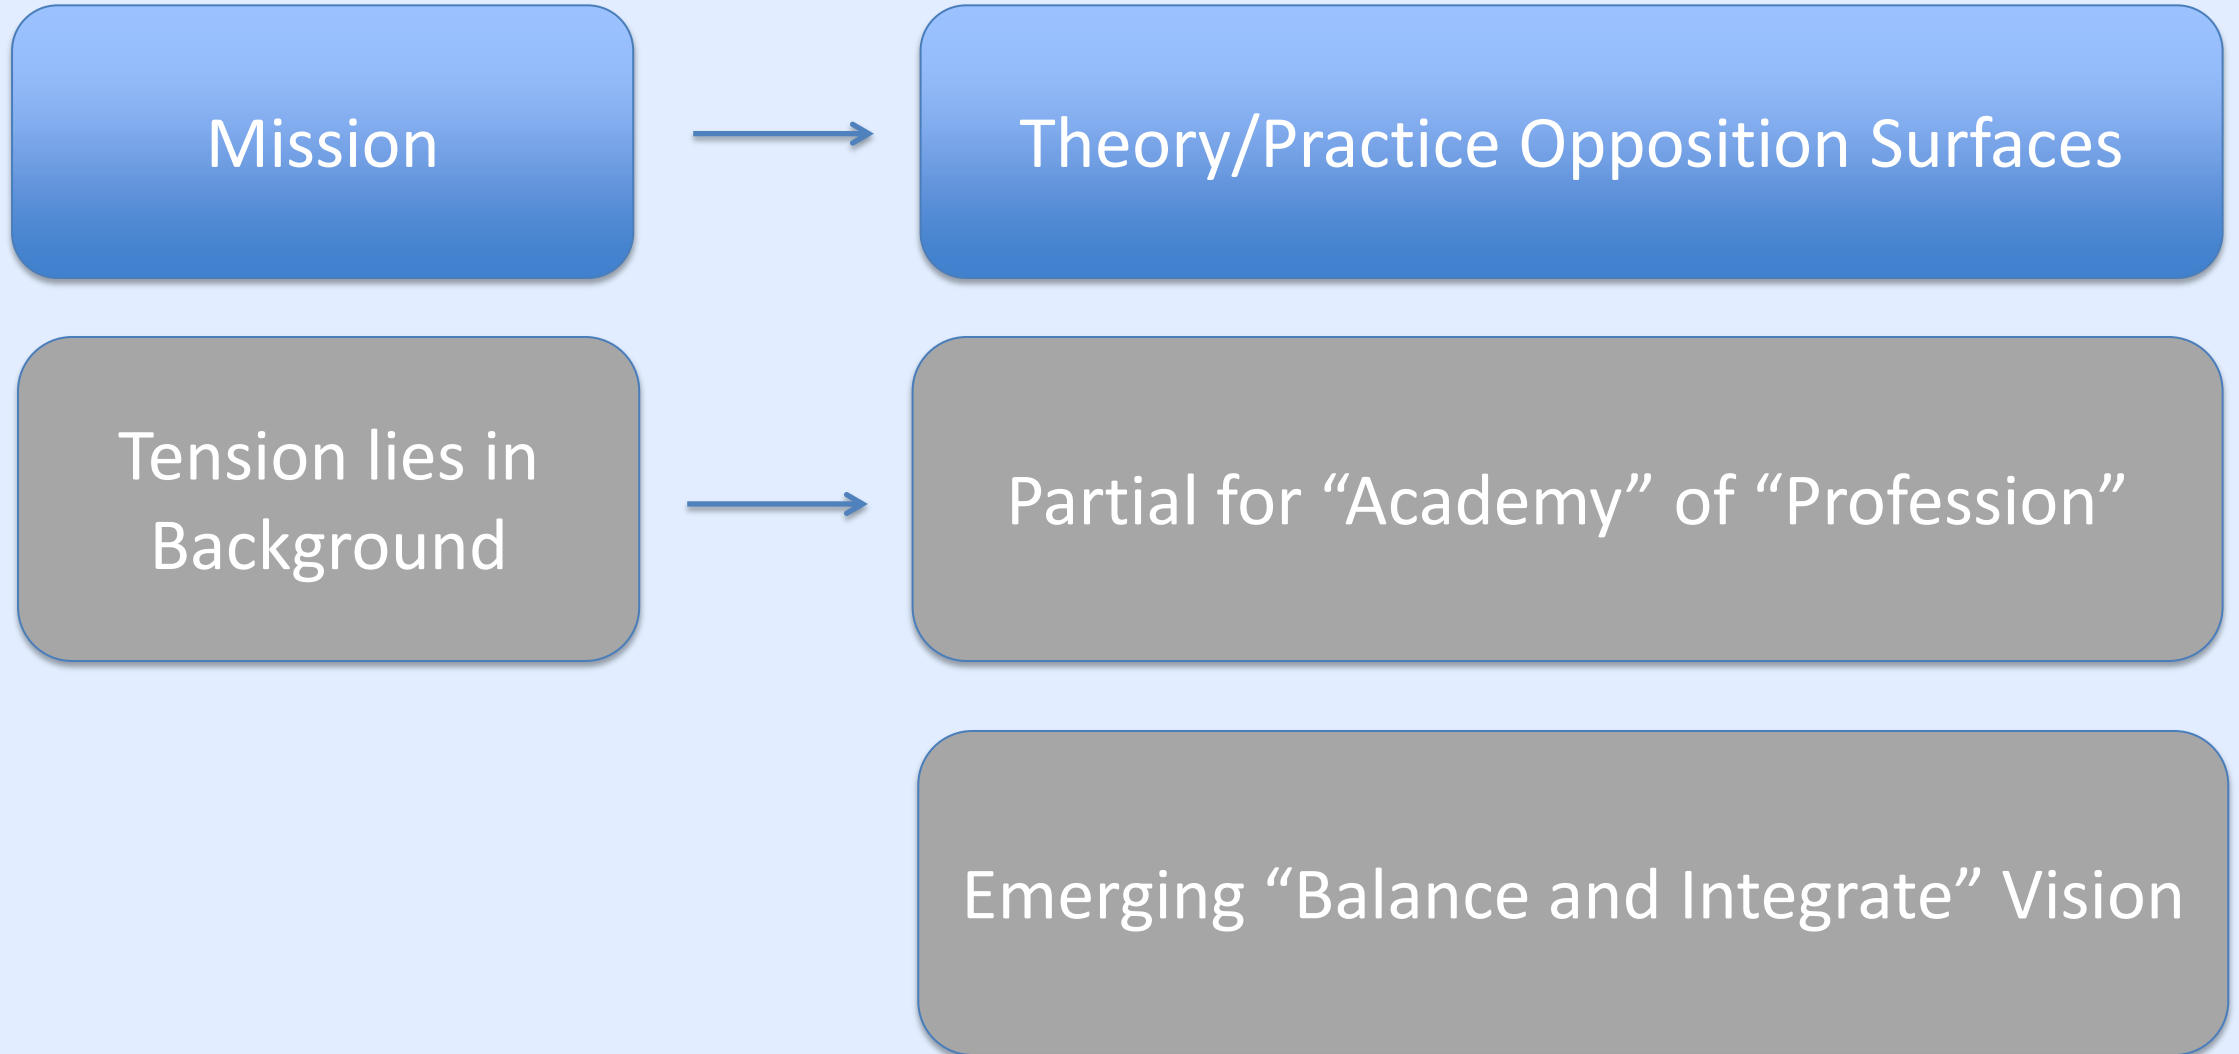 Mission
Theory/Practice Opposition Surfaces
Tension lies in
Background
Partial for “Academy” of “Profession”
Emerging “Balance and Integrate” Vision